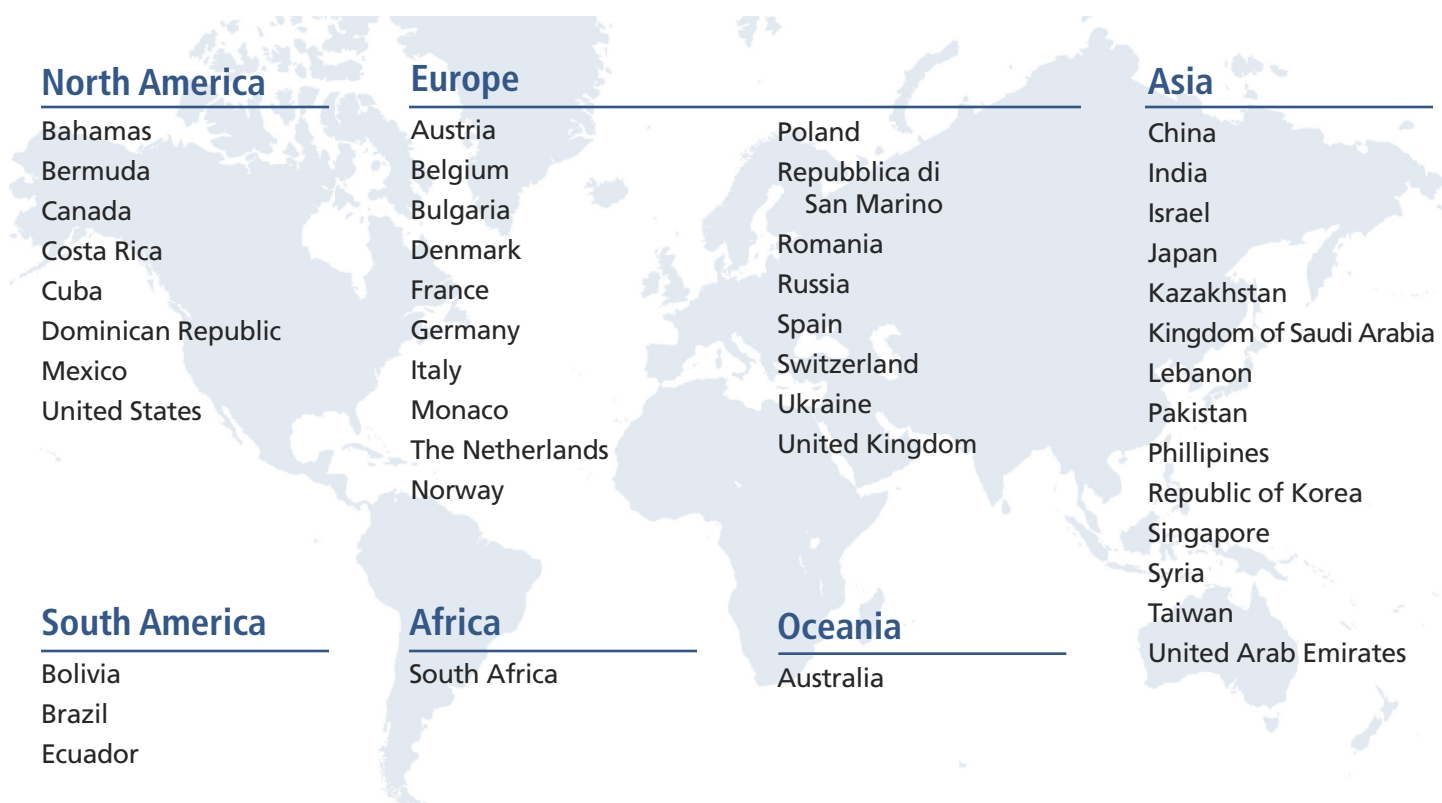 North America
Bahamas
Bermuda
Canada
Costa Rica
Cuba
Dominican Republic
Mexico
United States
Europe
Austria
Belgium
Bulgaria
Denmark
France
Germany
Italy
Monaco
The Netherlands
Norway
Poland
Repubblica di
San Marino
Romania
Russia
Spain
Switzerland
Ukraine
United Kingdom
Asia
China
India
Israel
Japan
Kazakhstan
Kingdom of Saudi Arabia
Lebanon
Pakistan
Phillipines
Republic of Korea
Singapore
Syria
Taiwan
United Arab Emirates
South America
Bolivia
Brazil
Ecuador
Africa
South Africa
Oceania
Australia